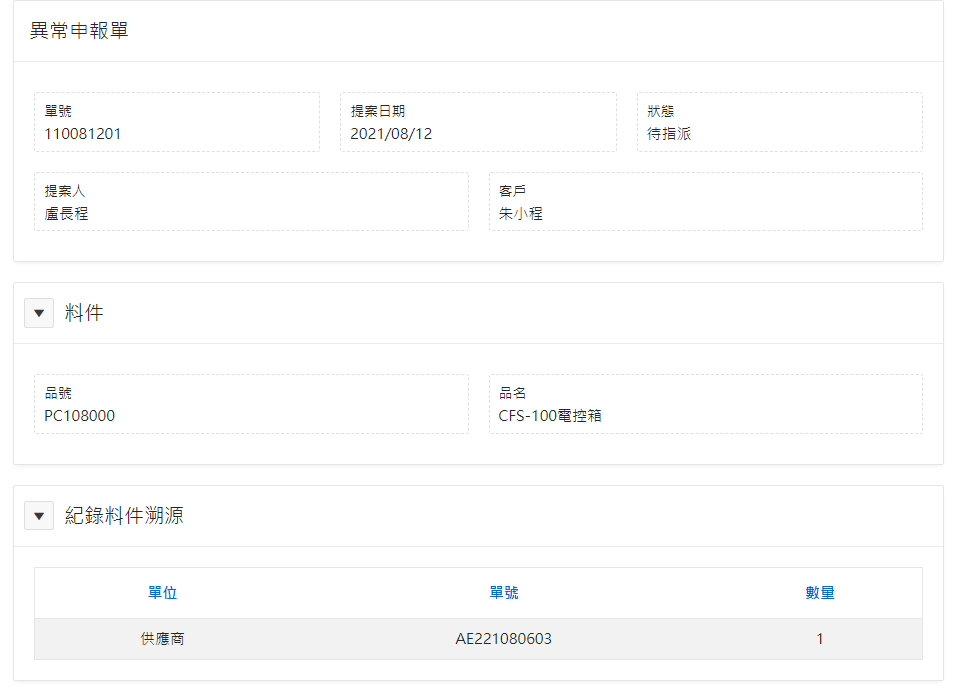 異常申報單
單號
110081201
提案日期
2021/08/12
狀態
待指派
提案人
盧長程
客戶
朱小程
料件
品號
PC108000
品名
CFS-100電控箱
紀錄料件溯源
單位 單號 數量
供應商 AE221080603 1